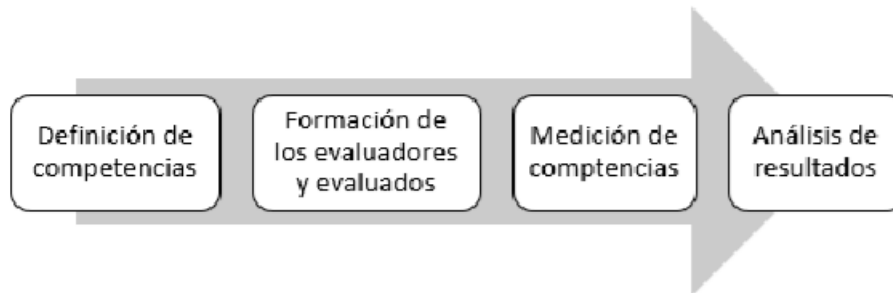 Definición de
competencias
Formación de
los evaluadores
y evaluados
Medición de
comptencias
Análisis de
resultados